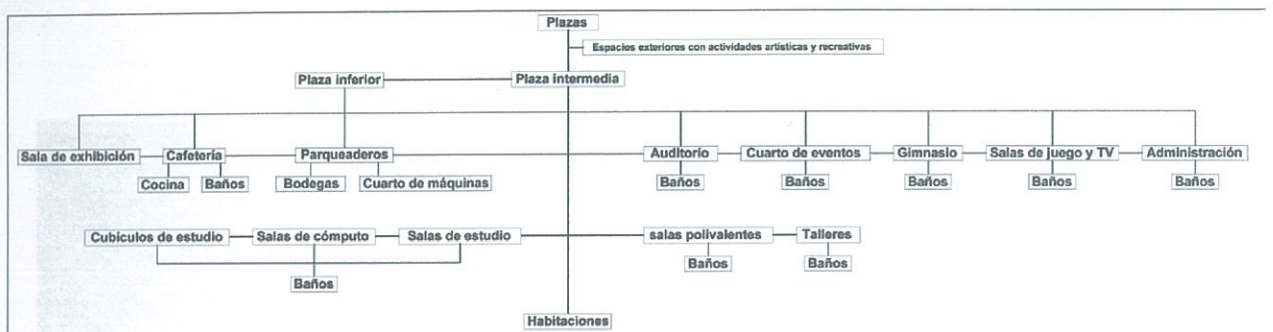 Plazas
Espacios exteriores con actividades artísticas y recreativas
Plaza inferior
Plaza intermedia
Sala de exhibición
Cafetería
Parqueaderos
Auditorio
Cuarto de eventos
Gimnasio
Salas de juego y TV
Administración
Cocina
Baños
Bodegas
Cuarto de máquinas
Baños
Baños
Baños
Baños
Baños
Cubículos de estudio
Salas de cómputo
Salas de estudio
salas polivalentes
Talleres
Baños
Baños
Baños
Habitaciones